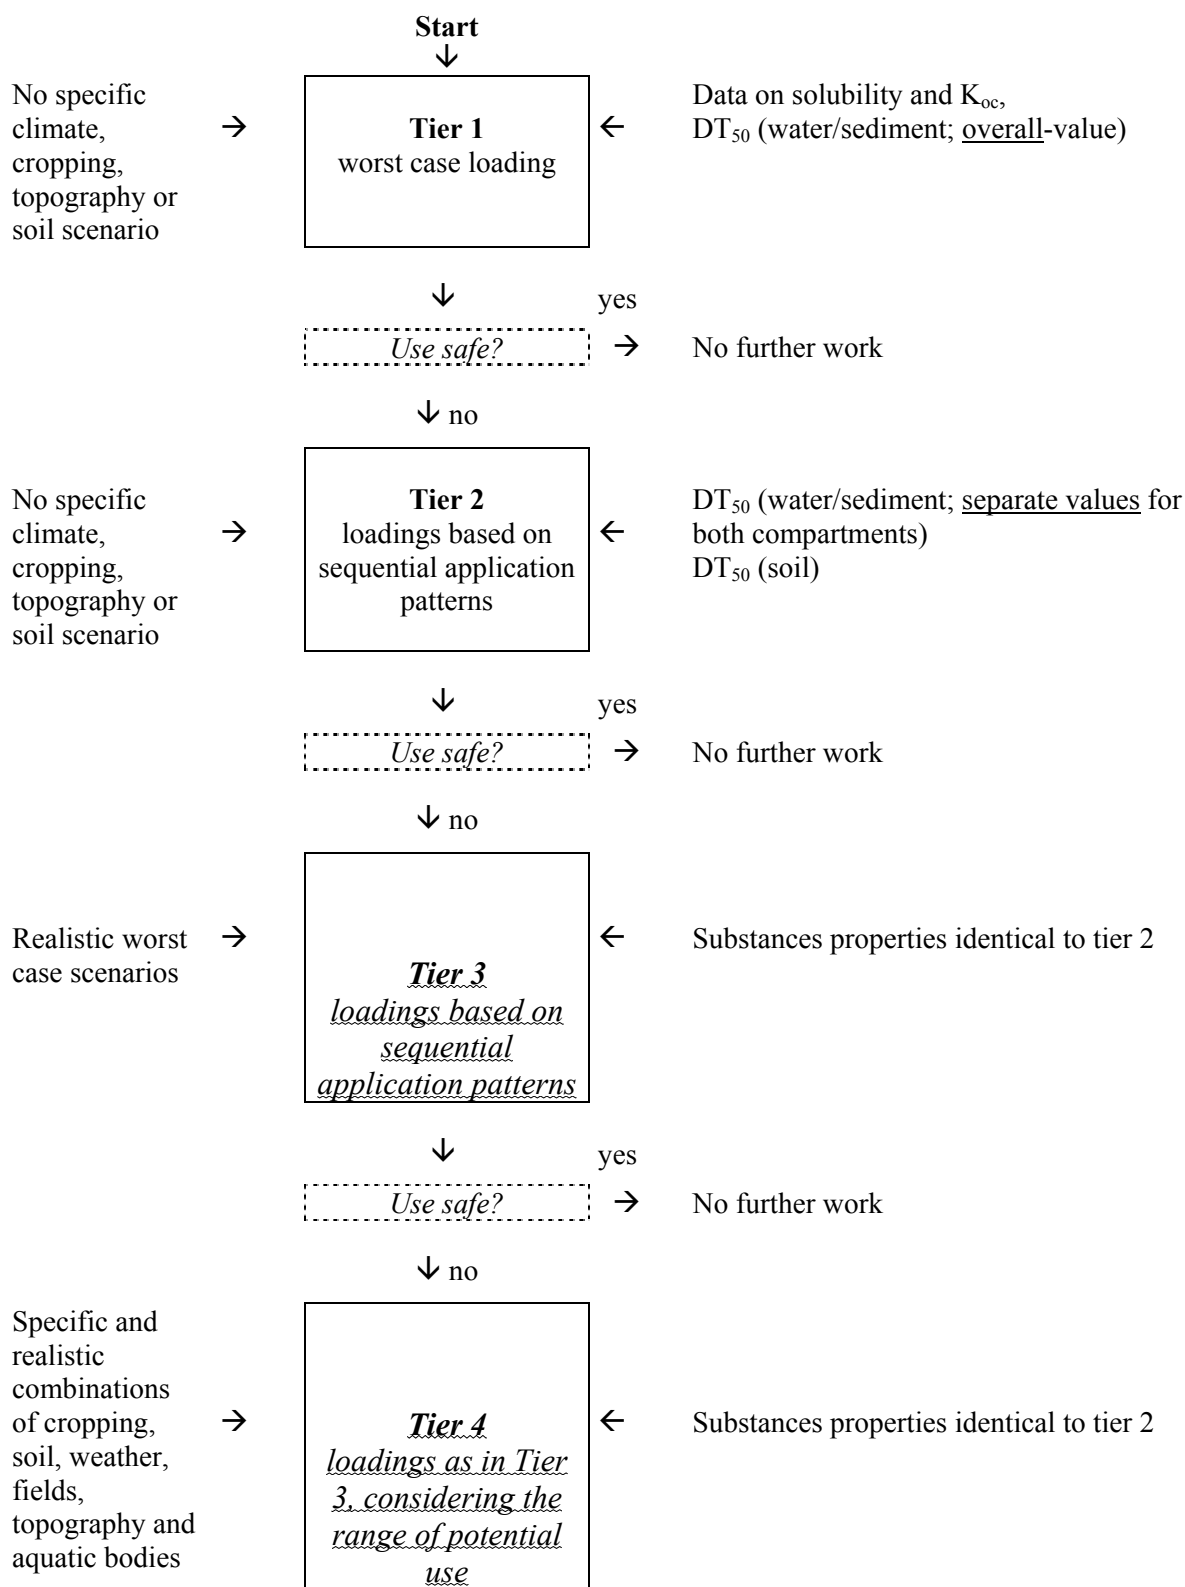 Start
↓
No specific
climate,
cropping,
topography or
soil scenario
→
Tier 1
worst case loading
←
Data on solubility and Koc,
DT50 (water/sediment; overall-value)
↓
yes
Use safe?
→
No further work
↓ no
No specific
climate,
cropping,
topography or
soil scenario
→
Tier 2
loadings based on
sequential application
patterns
←
DT50 (water/sediment; separate values for
both compartments)
DT50 (soil)
↓
yes
Use safe?
→
No further work
↓ no
Realistic worst
case scenarios
→
Tier 3
loadings based on
sequential
application patterns
←
Substances properties identical to tier 2
↓
yes
Use safe?
→
No further work
↓ no
Specific and
realistic
combinations
of cropping,
soil, weather,
fields,
topography and
aquatic bodies
→
Tier 4
loadings as in Tier
3, considering the
range of potential
use
←
Substances properties identical to tier 2